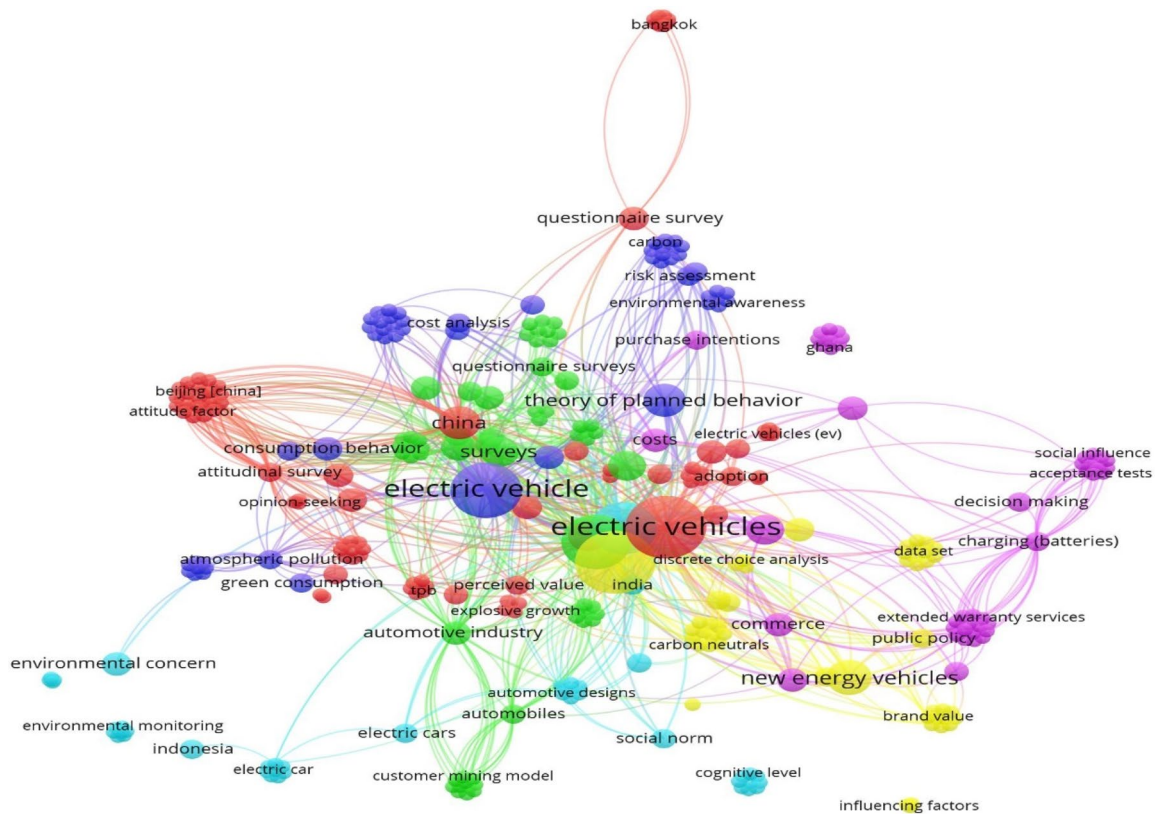 bangkok
questionnaire survey
carbon
risk assessment
environmental awareness
cost analysis
purchase intentions
ghana
questionnaire surveys
beijing [china]
attitude factor
theory of planned behavior
china
costs
electric vehicles (ev)
consumption behavior
surveys
social influence
attitudinal survey
adoption
acceptance tests
electric vehicle
opinion-seeking
decision making
electric vehicles
charging (batteries)
atmospheric pollution
discrete choice analysis
data set
green consumption
tpb
perceived value
india
explosive growth
extended warranty services
automotive industry
commerce
public policy
carbon neutrals
environmental concern
new energy vehicles
automotive designs
automobiles
brand value
environmental monitoring
electric cars
social norm
indonesia
electric car
customer mining model
cognitive level
influencing factors